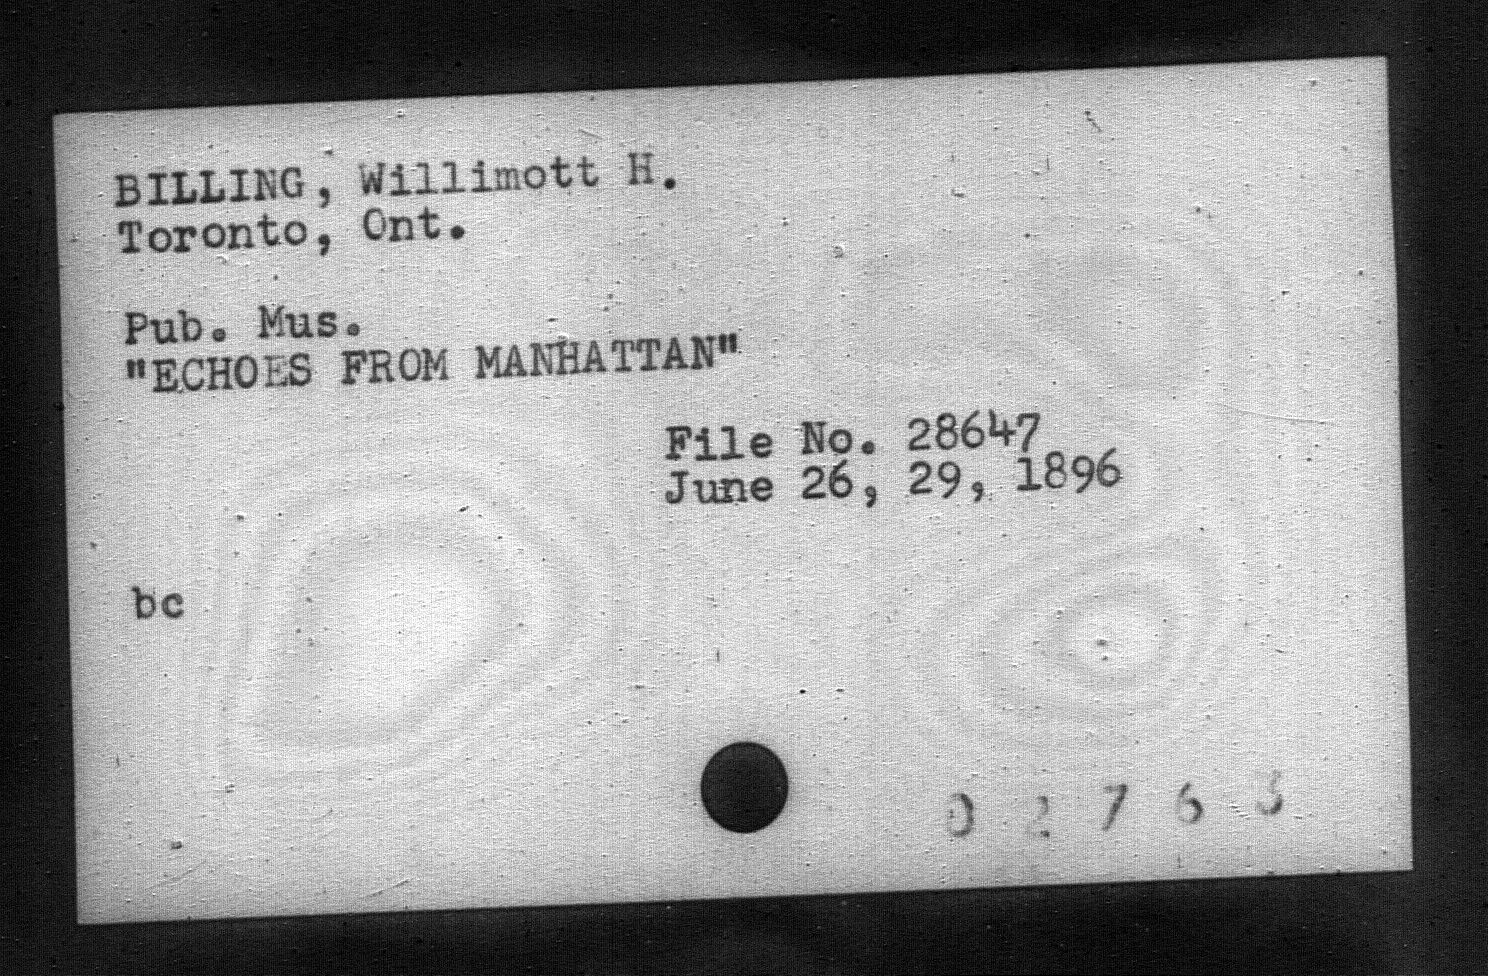 BILLING, Willimott H.
Toronto, Ont.
Pub. Mus.
"ECHOES FROM MANHATTAN"
File No. 28647
June 26, 29, 1896
bc
0 2 7 6 3